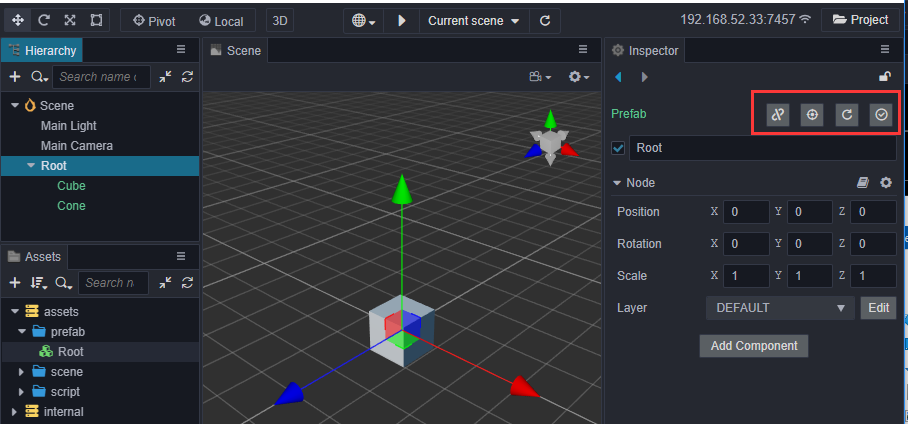 Pivot Local 3D Current scene 192.168.52.33:7457 Project
Hierarchy
Search name o
Scene
Main Light
Main Camera
Root
Cube
Cone
Assets
Search n
assets
prefab
Root
scene
script
internal
Scene
Inspector
Prefab
Root
Node
Position X 0 Y 0 Z 0
Rotation X 0 Y 0 Z 0
Scale X 1 Y 1 Z 1
Layer DEFAULT Edit
Add Component